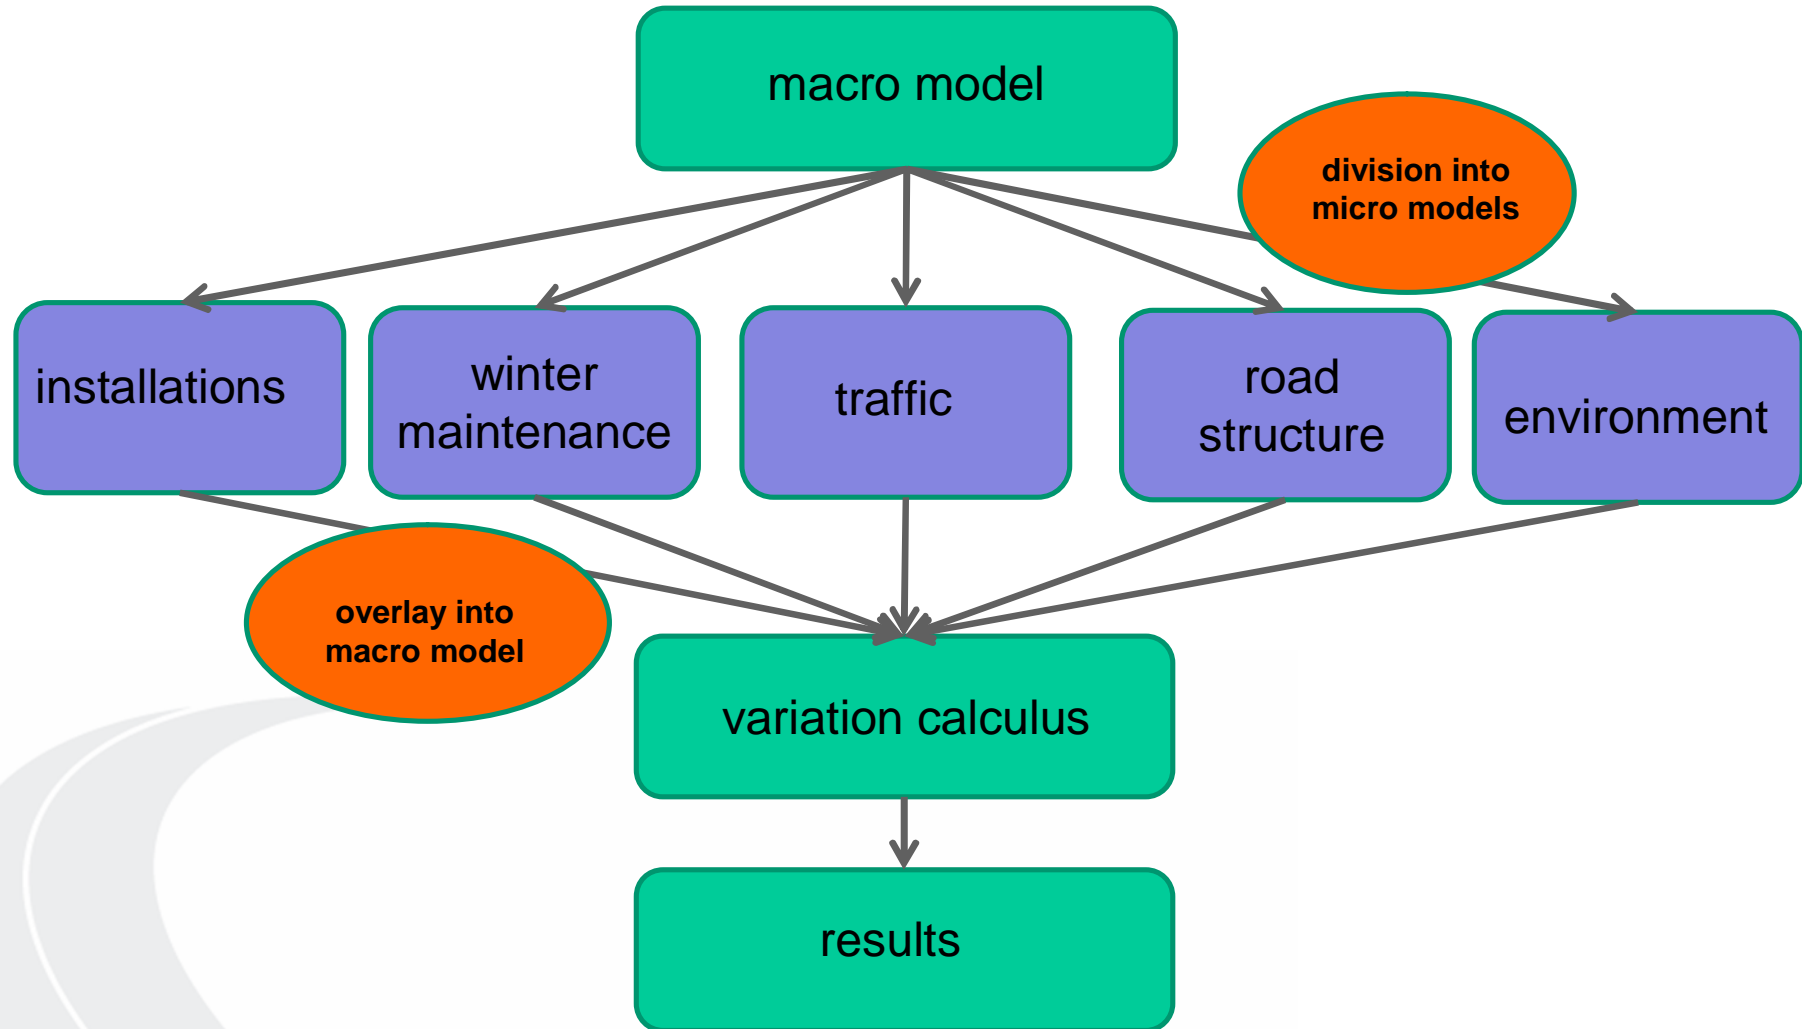 macro model
division into
micro models
installations
winter
maintenance
traffic
road
structure
environment
overlay into
macro model
variation calculus
results